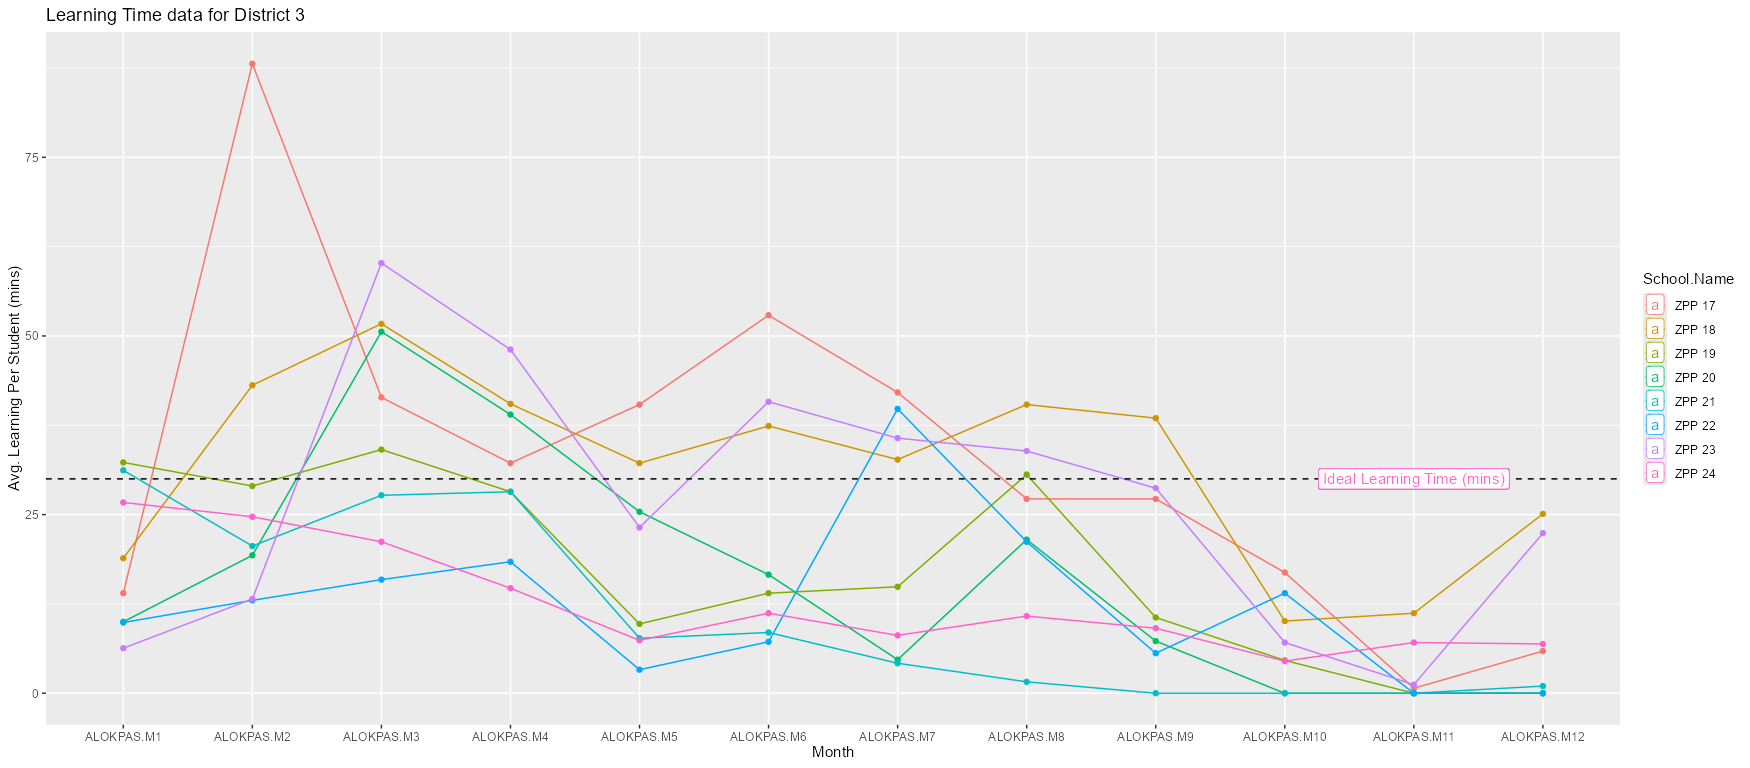 Learning Time data for District 3
Avg. Learning Per Student (mins)
75
50
25
0
Ideal Learning Time (mins)
ALOKPAS.M1 ALOKPAS.M2 ALOKPAS.M3 ALOKPAS.M4 ALOKPAS.M5 ALOKPAS.M6 ALOKPAS.M7 ALOKPAS.M8 ALOKPAS.M9 ALOKPAS.M10 ALOKPAS.M11 ALOKPAS.M12
Month
School.Name
a ZPP 17
a ZPP 18
a ZPP 19
a ZPP 20
a ZPP 21
a ZPP 22
a ZPP 23
a ZPP 24